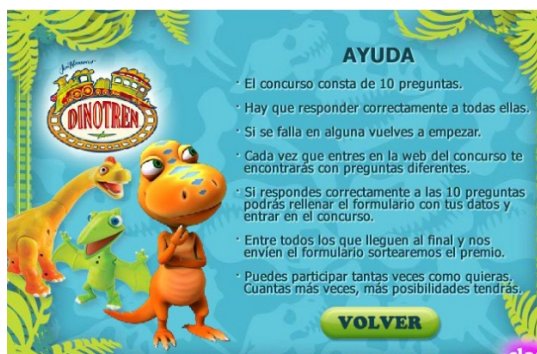 AYUDA
Jim Henson's
DINOTREN
· El concurso consta de 10 preguntas.
· Hay que responder correctamente a todas ellas.
· Si se falla en alguna vuelves a empezar.
· Cada vez que entres en la web del concurso te
encontrarás con preguntas diferentes.
· Si respondes correctamente a las 10 preguntas
podrás rellenar el formulario con tus datos y
entrar en el concurso.
· Entre todos los que lleguen al final y nos
envíen el formulario sortearemos el premio.
· Puedes participar tantas veces como quieras.
Cuantas más veces, más posibilidades tendrás.
VOLVER